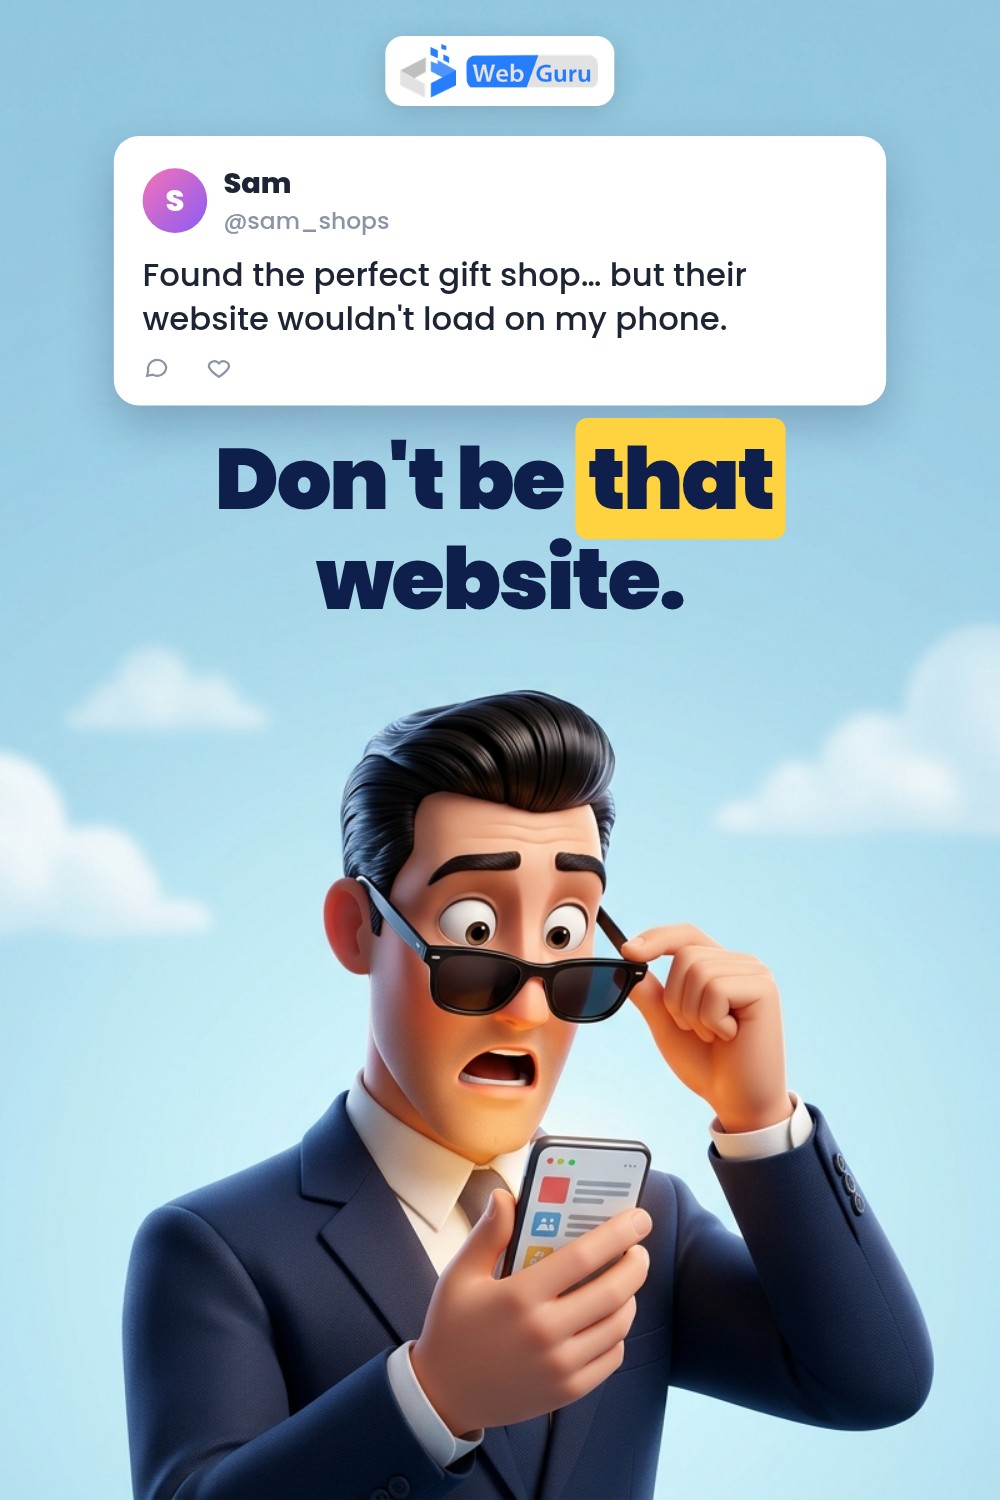 Web Guru
S
Sam
@sam_shops
Found the perfect gift shop... but their
website wouldn't load on my phone.
Don't be that
website.